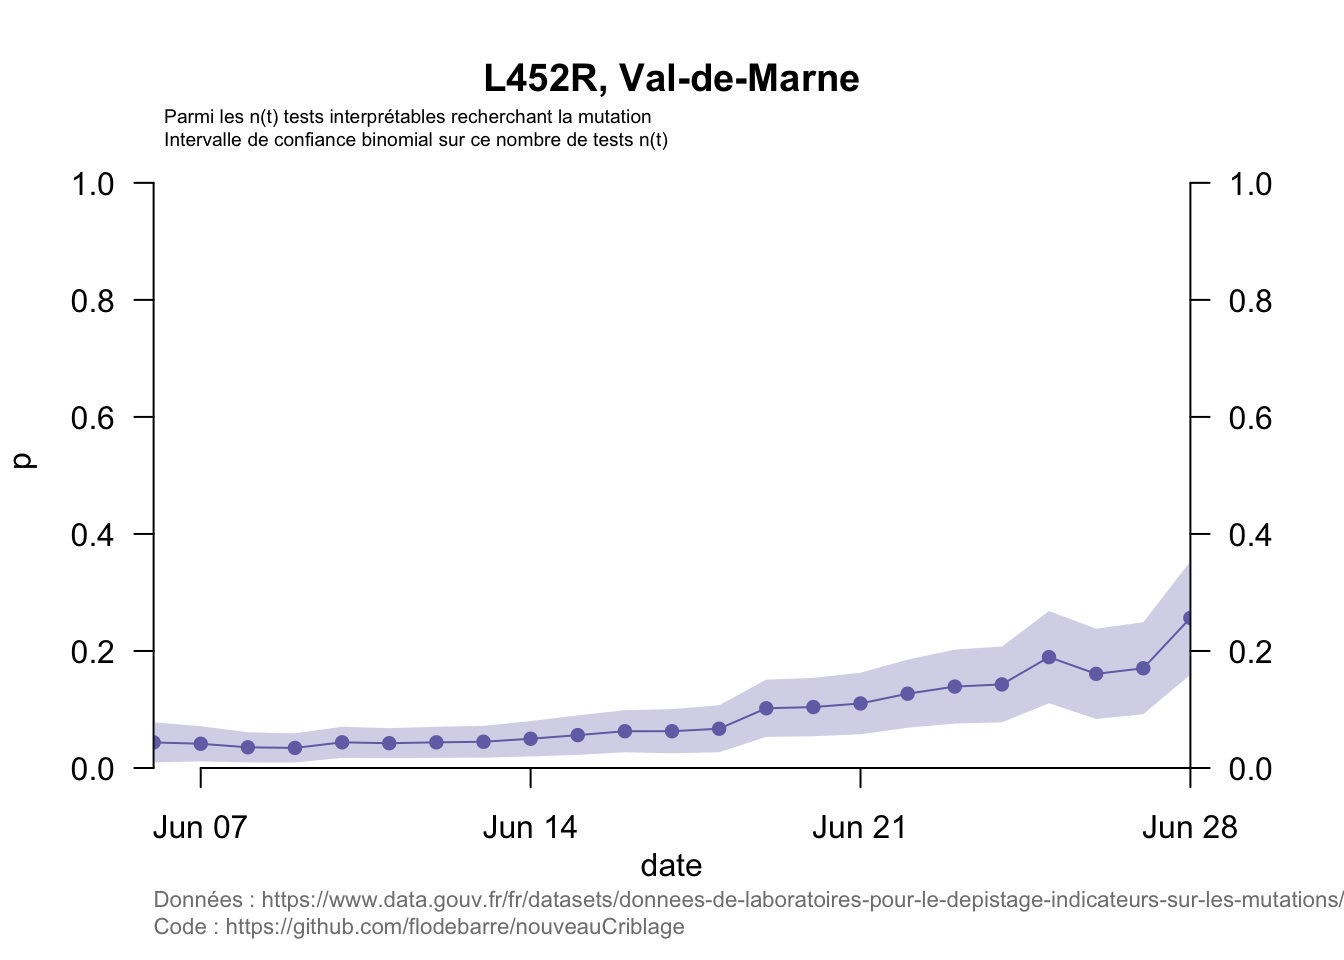 L452R, Val-de-Marne
Parmi les n(t) tests interprétables recherchant la mutation
Intervalle de confiance binomial sur ce nombre de tests n(t)
1.0 1.0
0.8 0.8
0.6 0.6
p
0.4 0.4
0.2 0.2
0.0 0.0
Jun 07 Jun 14 Jun 21 Jun 28
date
Données : https://www.data.gouv.fr/fr/datasets/donnees-de-laboratoires-pour-le-depistage-indicateurs-sur-les-mutations/
Code : https://github.com/flodebarre/nouveauCriblage